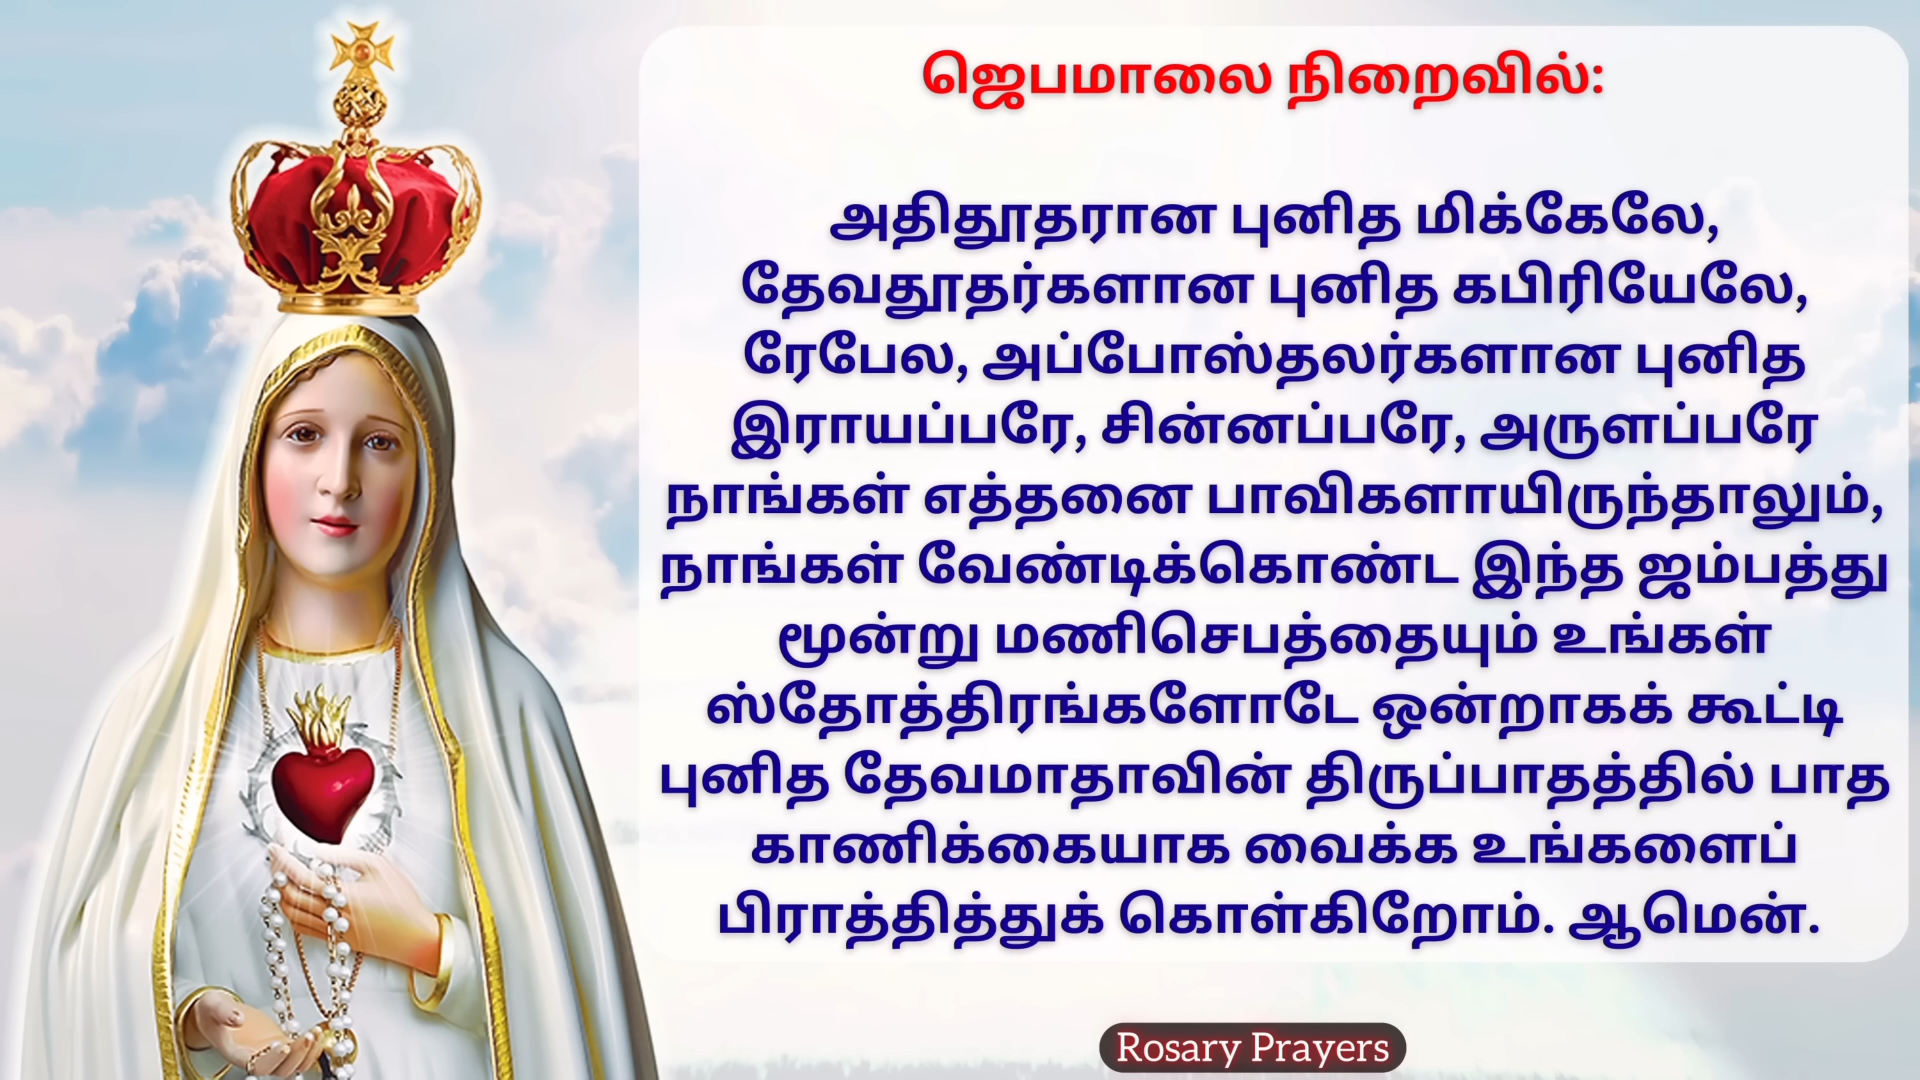 ஜெபமாலை நிறைவில்:
அதிதூதரான புனித மிக்கேலே,
தேவதூதர்களான புனித கபிரியேலே,
ரேபேல, அப்போஸ்தலர்களான புனித
இராயப்பரே, சின்னப்பரே, அருளப்பரே
நாங்கள் எத்தனை பாவிகளாயிருந்தாலும்,
நாங்கள் வேண்டிக்கொண்ட இந்த ஜம்பத்து
மூன்று மணிசெபத்தையும் உங்கள்
ஸ்தோத்திரங்களோடே ஒன்றாகக் கூட்டி
புனித தேவமாதாவின் திருப்பாதத்தில் பாத
காணிக்கையாக வைக்க உங்களைப்
பிராத்தித்துக் கொள்கிறோம். ஆமென்.
Rosary Prayers